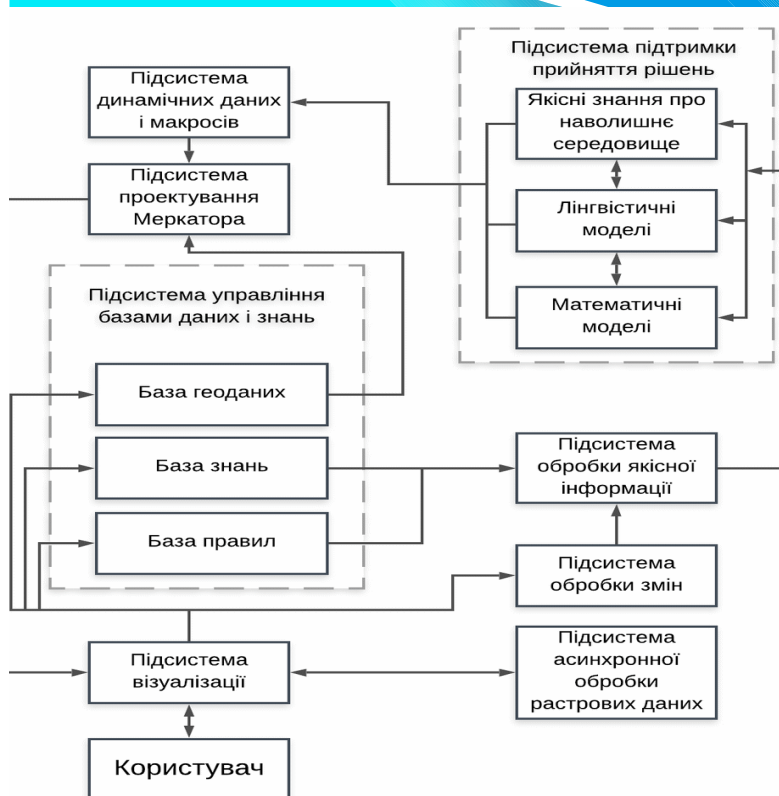 Підсистема підтримки
прийняття рішень
Підсистема
динамічних даних
і макросів
Якісні знання про
наволишнє
середовище
Підсистема
проектування
Меркатора
Лінгвістичні
моделі
Підсистема управління
базами даних і знань
Математичні
моделі
База геоданих
База знань
Підсистема
обробки якісної
інформації
База правил
Підсистема
обробки змін
Підсистема
візуалізації
Підсистема
асинхронної
обробки
растрових даних
Користувач